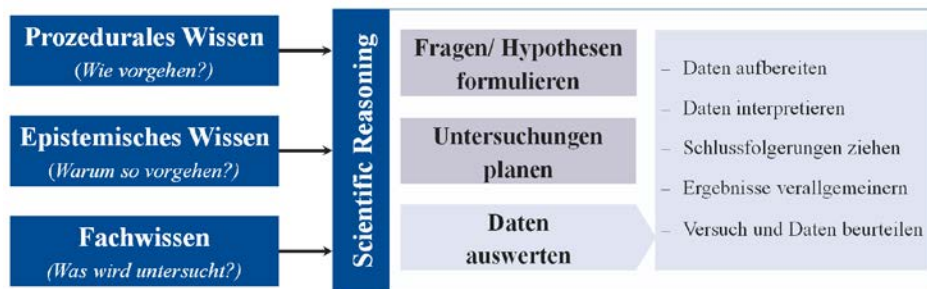 Prozedurales Wissen
(Wie vorgehen?)
Epistemisches Wissen
(Warum so vorgehen?)
Fachwissen
(Was wird untersucht?)
Scientific Reasoning
Fragen/ Hypothesen
formulieren
Untersuchungen
planen
Daten
auswerten
– Daten aufbereiten
– Daten interpretieren
– Schlussfolgerungen ziehen
– Ergebnisse verallgemeinern
– Versuch und Daten beurteilen